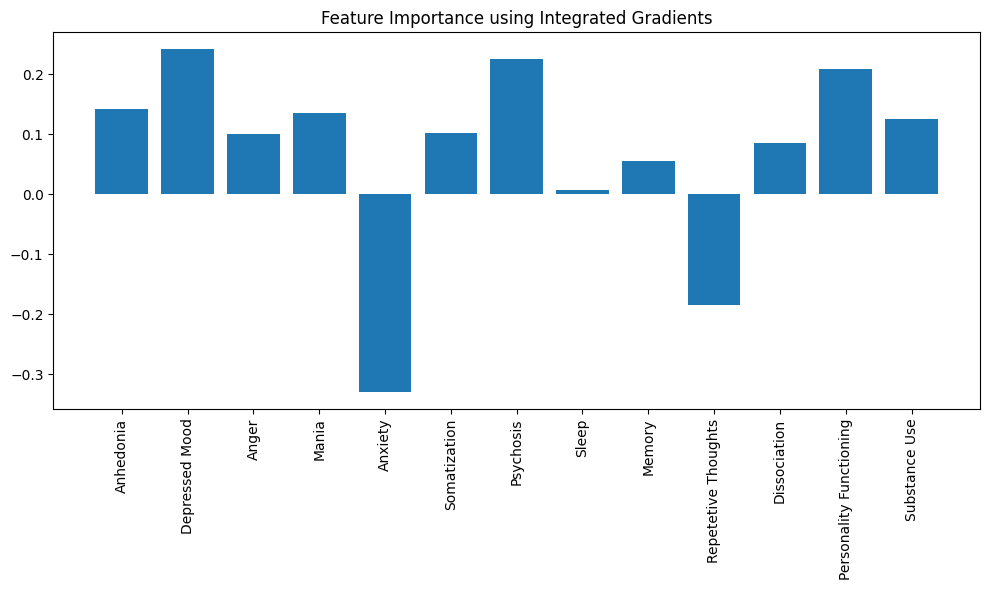 Feature Importance using Integrated Gradients
0.2
0.1
0.0
−0.1
−0.2
−0.3
Anhedonia
Depressed Mood
Anger
Mania
Anxiety
Somatization
Psychosis
Sleep
Memory
Repetetive Thoughts
Dissociation
Personality Functioning
Substance Use